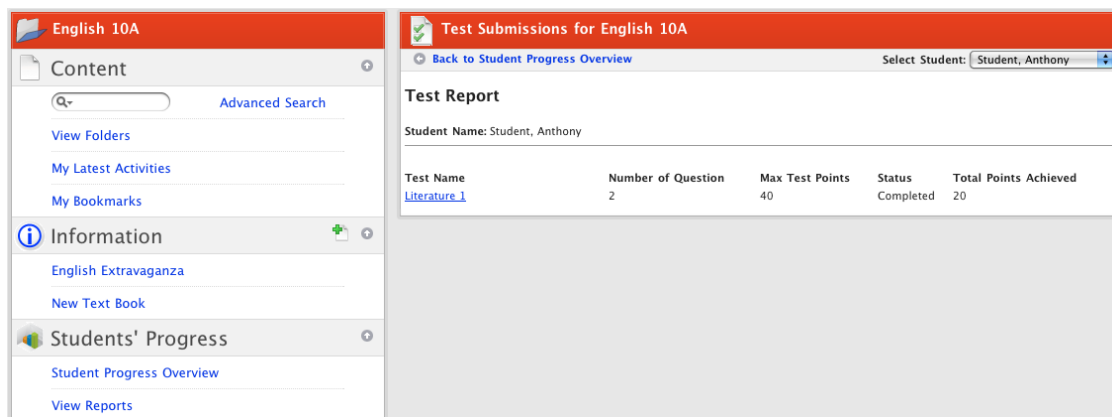 English 10A
Content
Advanced Search
View Folders
My Latest Activities
My Bookmarks
Information
English Extravaganza
New Text Book
Students' Progress
Student Progress Overview
View Reports
Test Submissions for English 10A
Back to Student Progress Overview Select Student: Student, Anthony
Test Report
Student Name: Student, Anthony
Test Name Number of Question Max Test Points Status Total Points Achieved
Literature 1 2 40 Completed 20